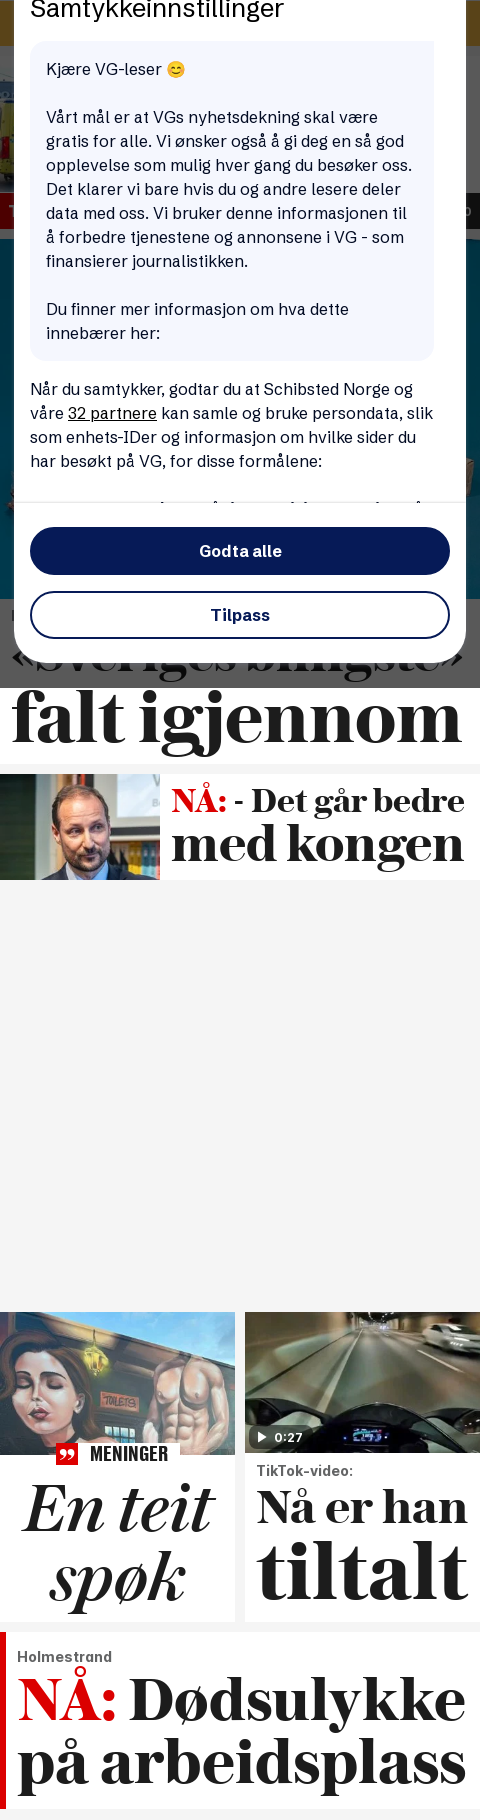 Samtykkeinnstillinger
Kjære VG-leser 😊
Vårt mål er at VGs nyhetsdekning skal være
gratis for alle. Vi ønsker også å gi deg en så god
opplevelse som mulig hver gang du besøker oss.
Det klarer vi bare hvis du og andre lesere deler
data med oss. Vi bruker denne informasjonen til
å forbedre tjenestene og annonsene i VG - som
finansierer journalistikken.
Du finner mer informasjon om hva dette
innebærer her:
Når du samtykker, godtar du at Schibsted Norge og
våre 32 partnere kan samle og bruke persondata, slik
som enhets-IDer og informasjon om hvilke sider du
har besøkt på VG, for disse formålene:
Godta alle
Tilpass
«Sveriges blingste»
falt igjennom
NÅ: - Det går bedre
med kongen
TOILETS
MENINGER
En teit
spøk
0:27
TikTok-video:
Nå er han
tiltalt
Holmestrand
NÅ: Dødsulykke
på arbeidsplass